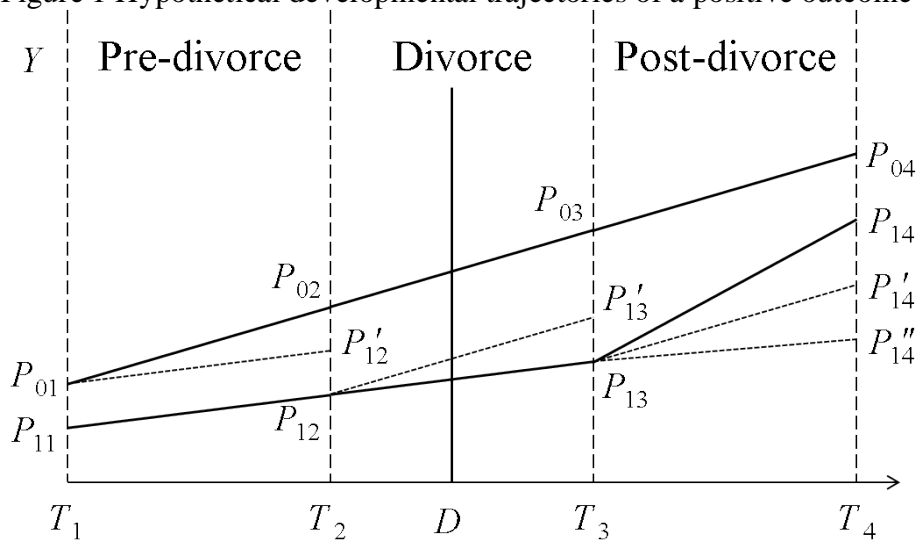 Figure 1 Hypothetical developmental trajectories of a positive outcome
Y Pre-divorce Divorce Post-divorce
P04
P03
P14
P02
P13′
P14′
P12′
P14″
P01
P13
P12
P11
T1 T2 D T3 T4